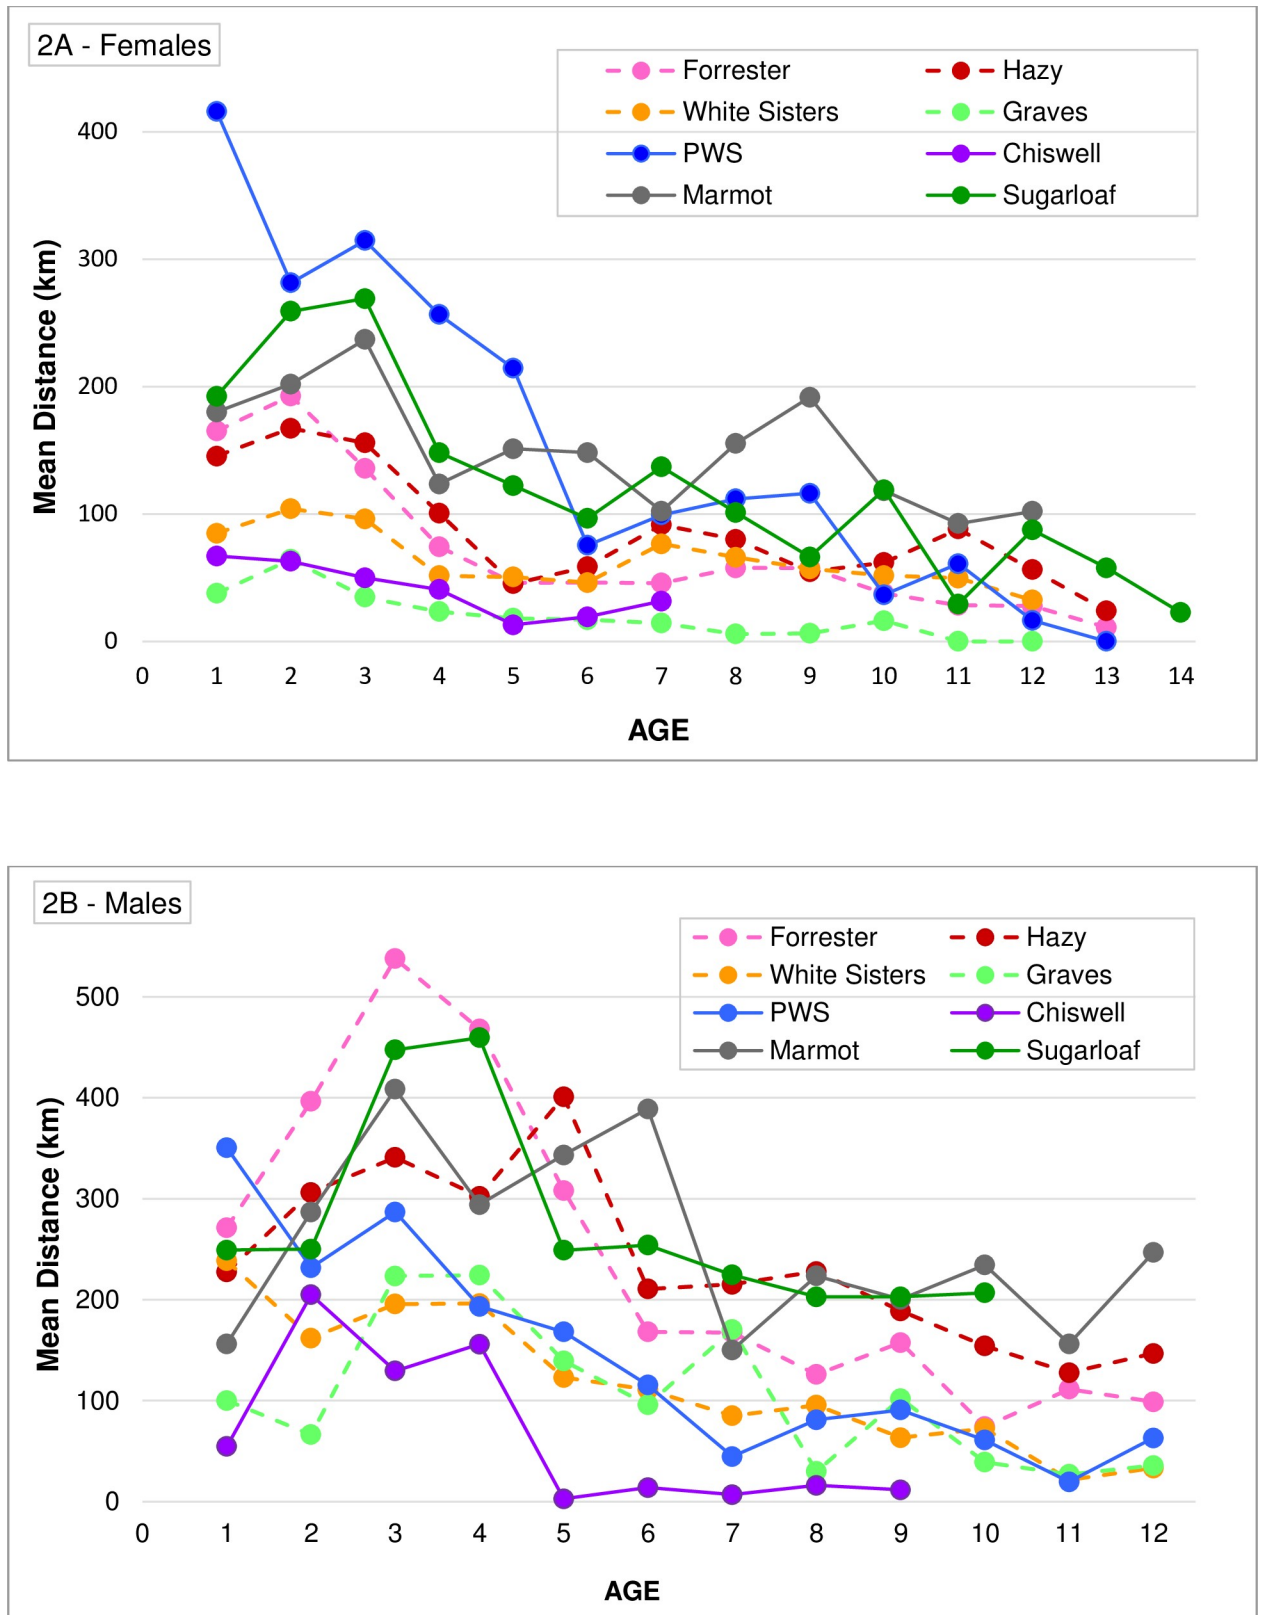 2A - Females
Forrester Hazy
White Sisters Graves
PWS Chiswell
Marmot Sugarloaf
400
300
200
100
0
Mean Distance (km)
0 1 2 3 4 5 6 7 8 9 10 11 12 13 14
AGE
2B - Males
Forrester Hazy
White Sisters Graves
PWS Chiswell
Marmot Sugarloaf
500
400
300
200
100
0
Mean Distance (km)
0 1 2 3 4 5 6 7 8 9 10 11 12
AGE